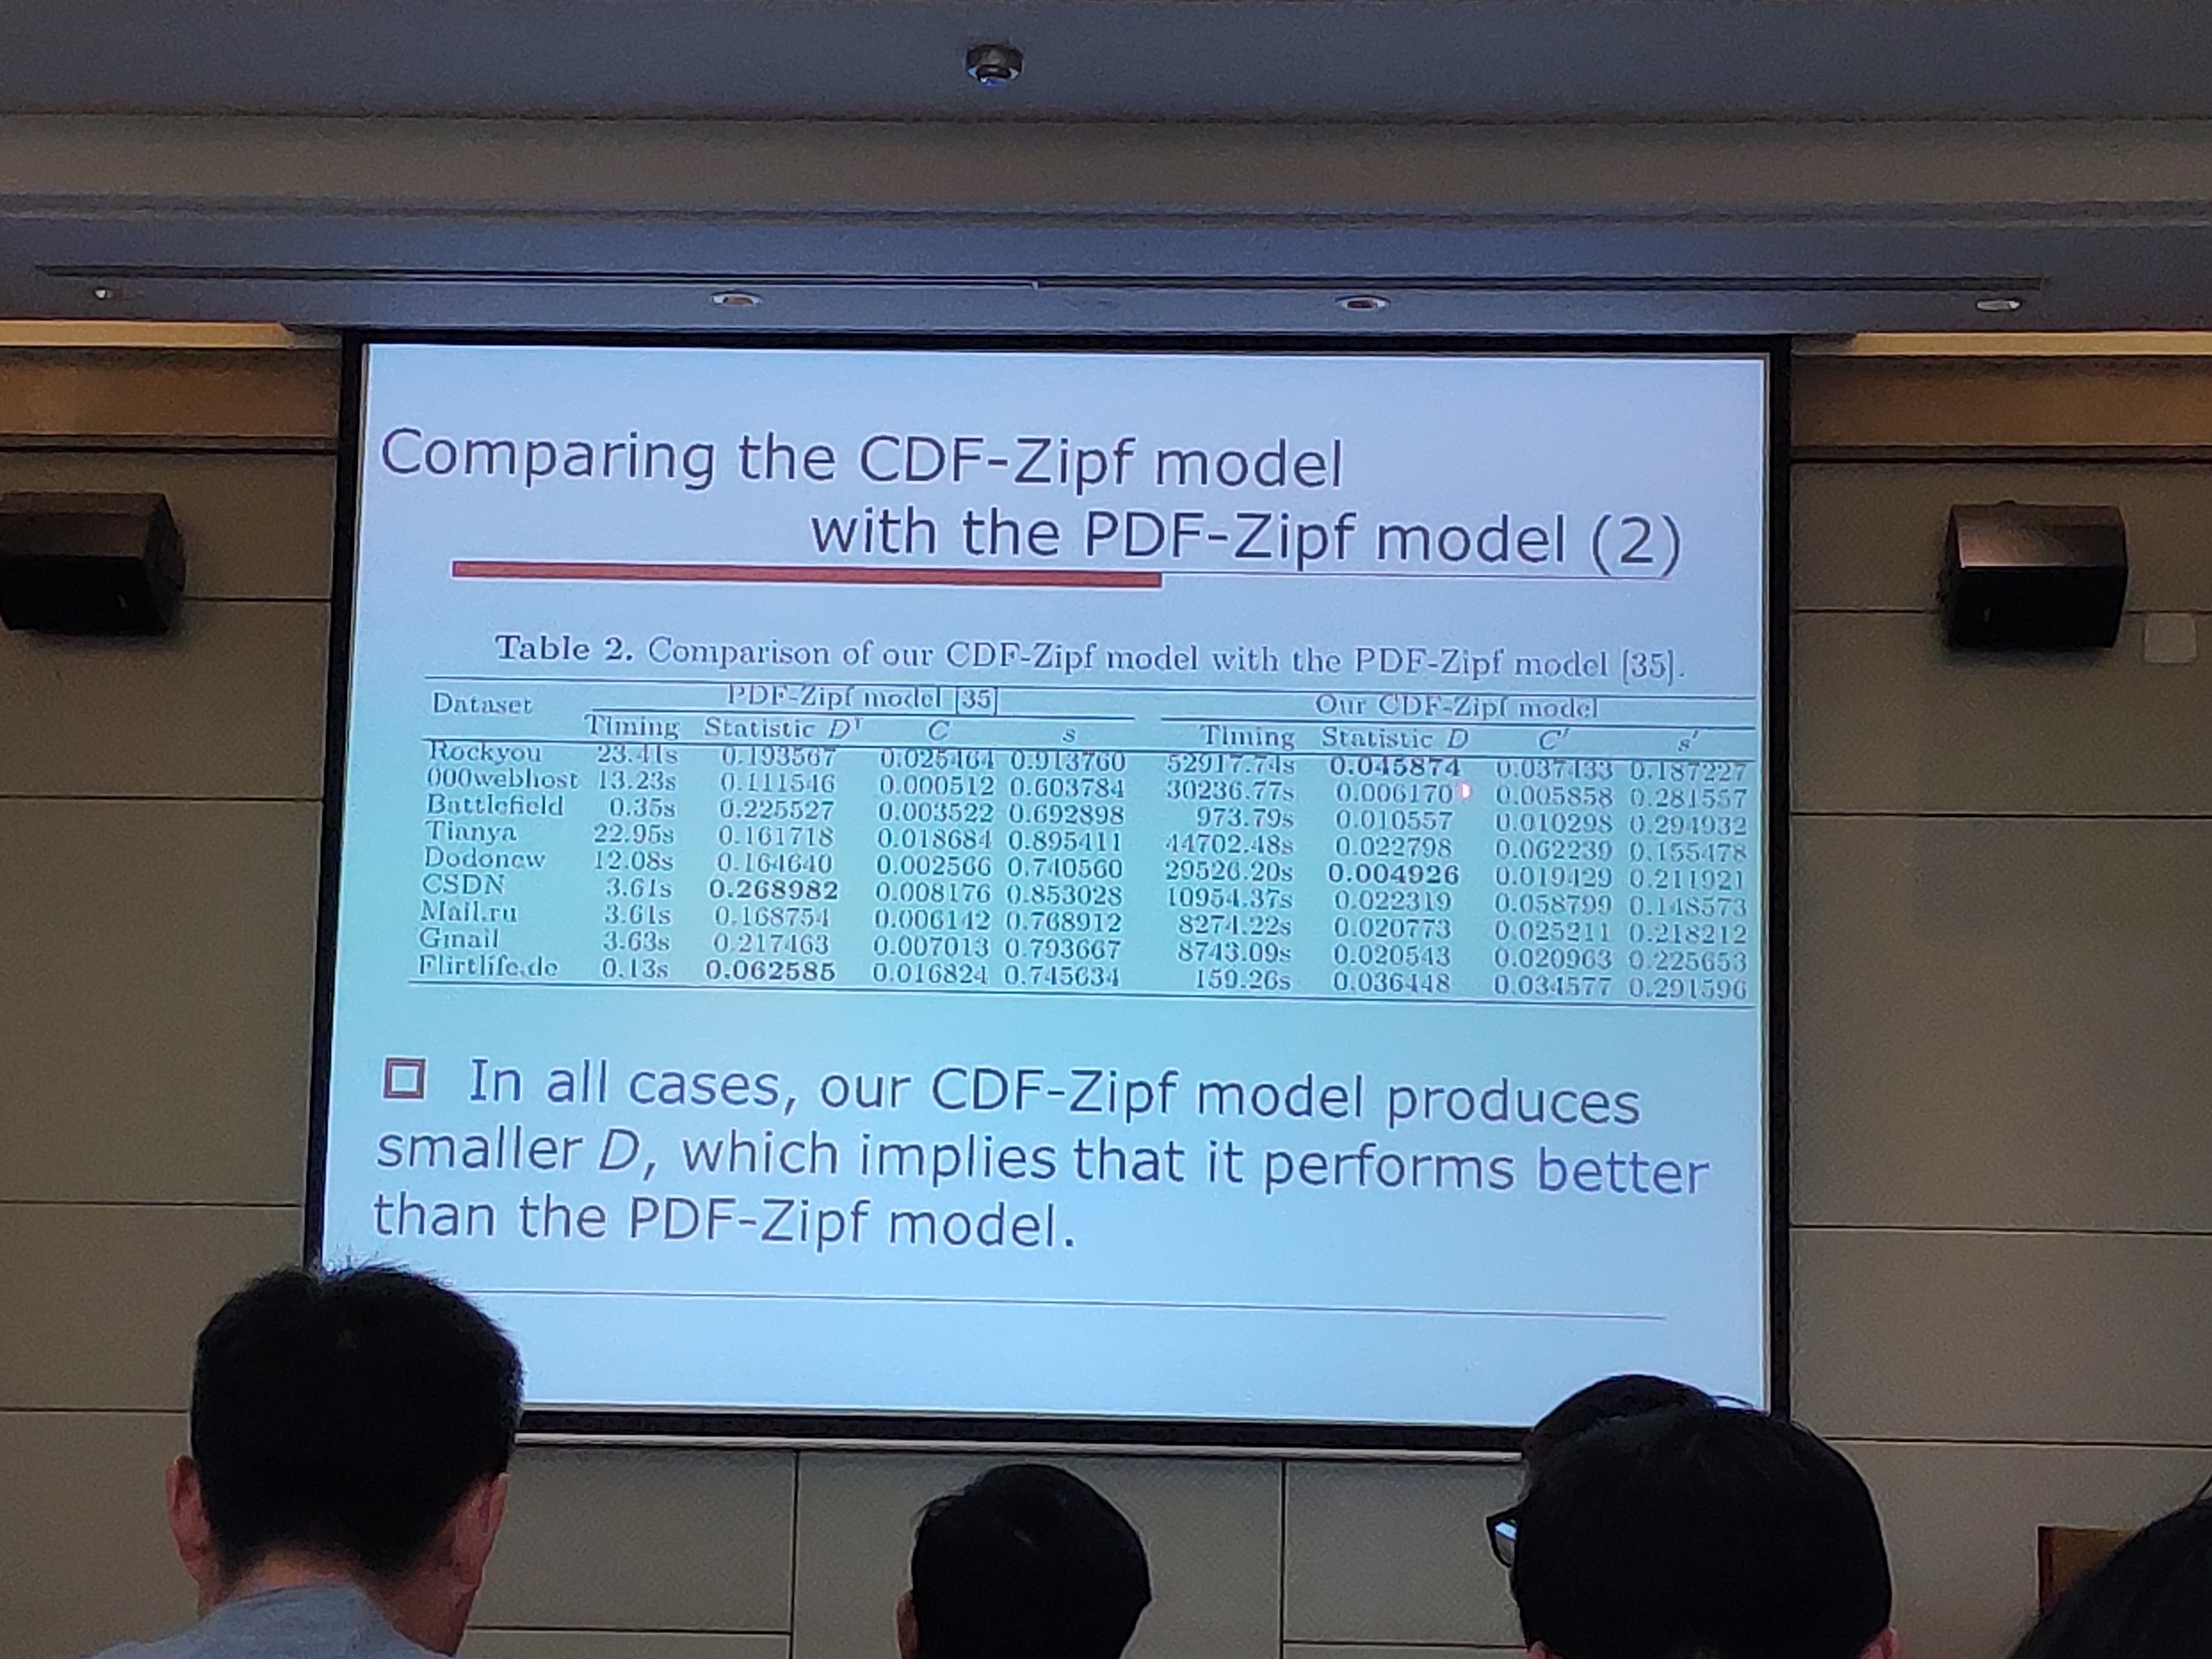 Comparing the CDF-Zipf model
with the PDF-Zipf model (2)
Table 2. Comparison of our CDF-Zipf model with the PDF-Zipf model [35].
Dataset PDF-Zipf model [35] Our CDF-Zipf model
Timing Statistic D† C s Timing Statistic D C′ s′
Rockyou 23.41s 0.193567 0.025464 0.913760 52917.74s 0.045874 0.037433 0.187227
000webhost 13.23s 0.111546 0.000512 0.603784 30236.77s 0.006170 0.005858 0.281557
Battlefield 0.35s 0.225527 0.003522 0.692898 973.79s 0.010557 0.010298 0.294932
Tianya 22.95s 0.161718 0.018684 0.895411 44702.48s 0.022798 0.062239 0.155478
Dodonew 12.08s 0.164640 0.002566 0.740560 29526.20s 0.004926 0.019429 0.211921
CSDN 3.61s 0.268982 0.008176 0.853028 10954.37s 0.022319 0.058799 0.148573
Mail.ru 3.61s 0.168754 0.006142 0.768912 8274.22s 0.020773 0.025211 0.218212
Gmail 3.63s 0.217463 0.007013 0.793667 8743.09s 0.020543 0.020963 0.225653
Flirtlife.de 0.13s 0.062585 0.016824 0.745634 159.26s 0.036448 0.034577 0.291596
In all cases, our CDF-Zipf model produces
smaller D, which implies that it performs better
than the PDF-Zipf model.